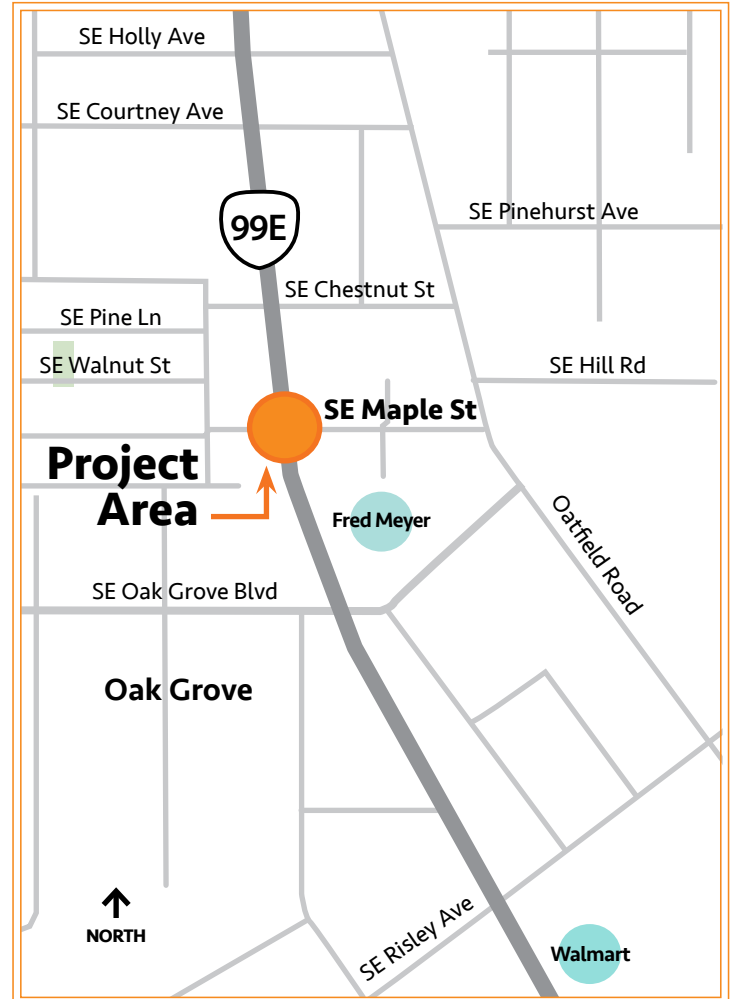 SE Holly Ave
SE Courtney Ave
SE Pinehurst Ave
99E
SE Chestnut St
SE Pine Ln
SE Walnut St
SE Hill Rd
SE Maple St
Project
Area
Fred Meyer
Oatfield Road
SE Oak Grove Blvd
Oak Grove
NORTH
SE Risley Ave
Walmart